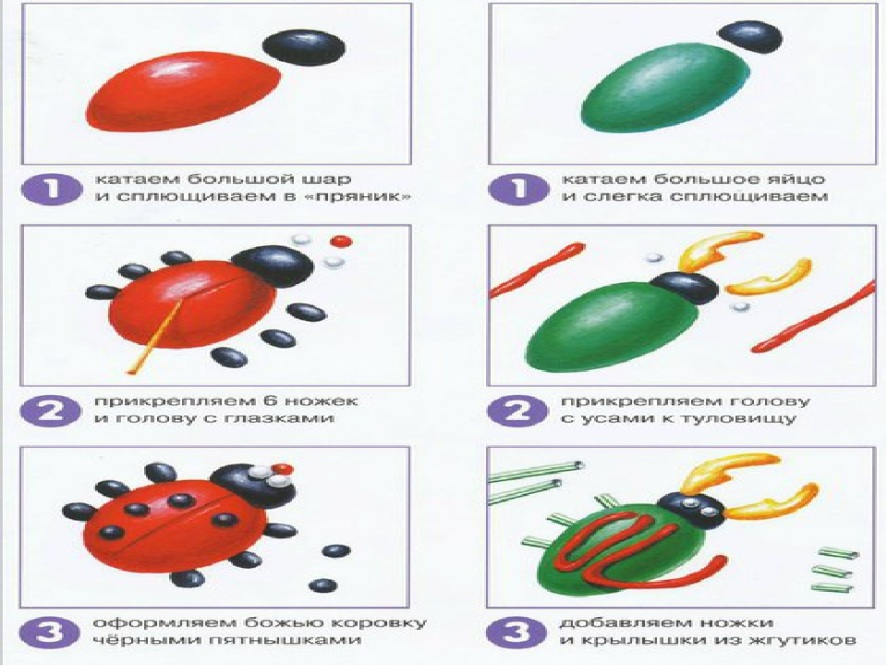 1 катаем большой шар
и сплющиваем в «пряник»
2 прикрепляем 6 ножек
и голову с глазками
3 оформляем божью коровку
чёрными пятнышками
1 катаем большое яйцо
и слегка сплющиваем
2 прикрепляем голову
с усами к туловищу
3 добавляем ножки
и крылышки из жгутиков